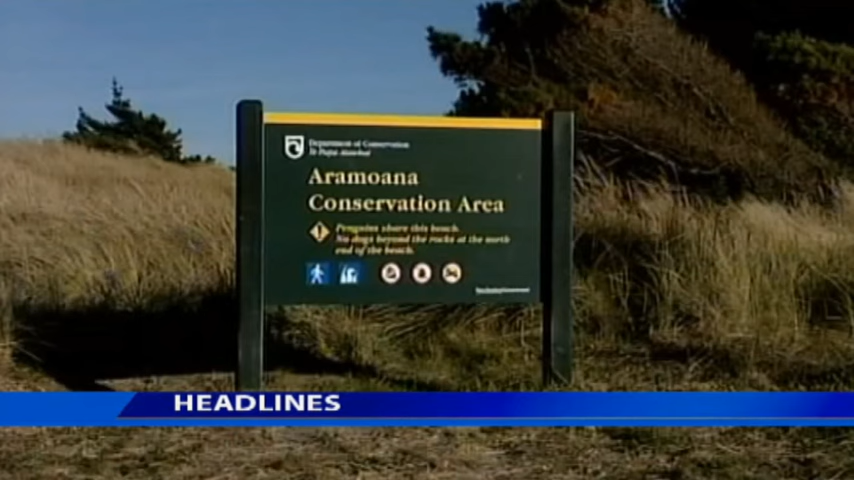 Department of Conservation
Te Papa Atawhai
Aramoana
Conservation Area
Penguins share this beach.
No dogs beyond the rocks at the north
end of the beach.
HEADLINES